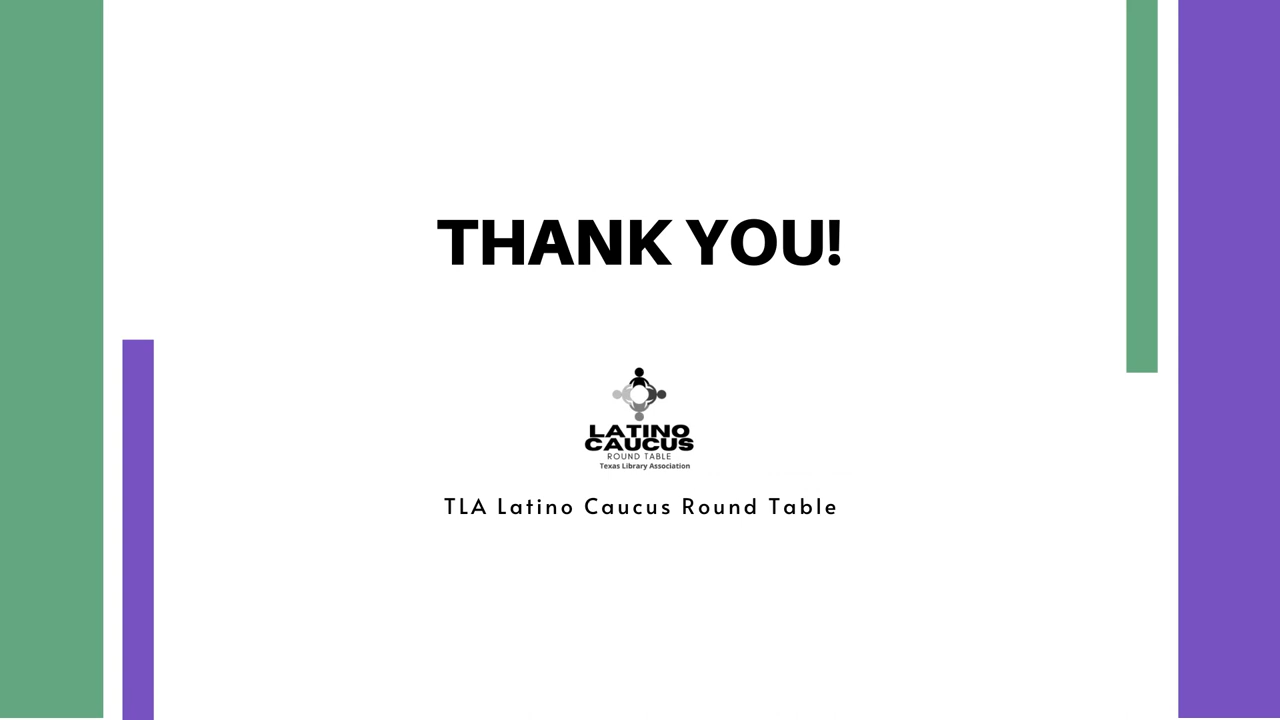 THANK YOU!
LATINO
CAUCUS
ROUND TABLE
Texas Library Association
TLA Latino Caucus Round Table